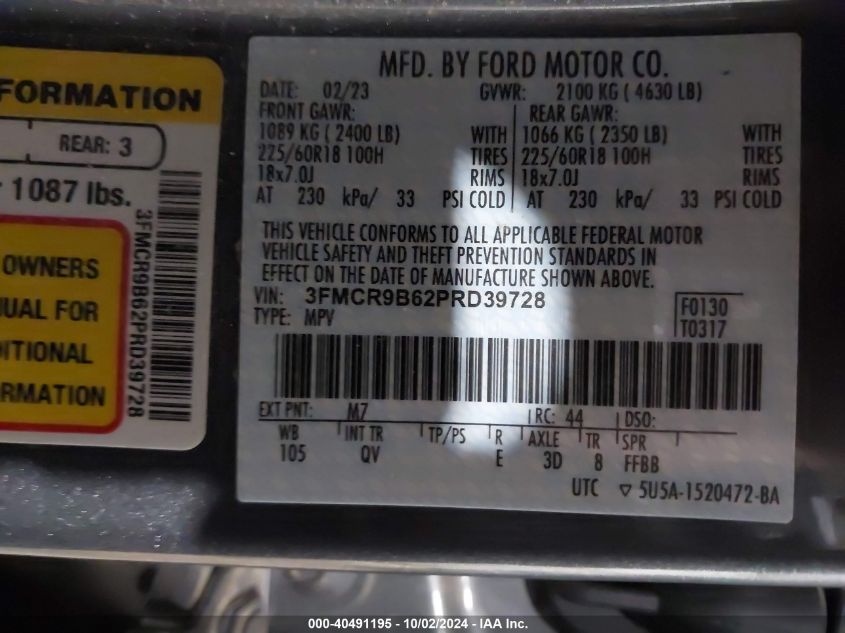 FORMATION
REAR: 3
1087 lbs.
OWNERS
UAL FOR
DITIONAL
RMATION
3FMCR9B62PRD39728
MFD. BY FORD MOTOR CO.
DATE: 02/23 GVWR: 2100 KG ( 4630 LB)
FRONT GAWR: REAR GAWR:
1089 KG ( 2400 LB) WITH 1066 KG ( 2350 LB) WITH
225/60R18 100H TIRES 225/60R18 100H TIRES
18x7.0J RIMS 18x7.0J RIMS
AT 230 kPa/ 33 PSI COLD AT 230 kPa/ 33 PSI COLD
THIS VEHICLE CONFORMS TO ALL APPLICABLE FEDERAL MOTOR
VEHICLE SAFETY AND THEFT PREVENTION STANDARDS IN
EFFECT ON THE DATE OF MANUFACTURE SHOWN ABOVE.
VIN: 3FMCR9B62PRD39728 F0130
TYPE: MPV T0317
EXT PNT: M7 RC: 44 DSO:
WB INT TR TP/PS R AXLE TR SPR
105 QV E 3D 8 FFBB
UTC ▽ 5U5A-1520472-BA
000-40491195 - 10/02/2024 - IAA Inc.